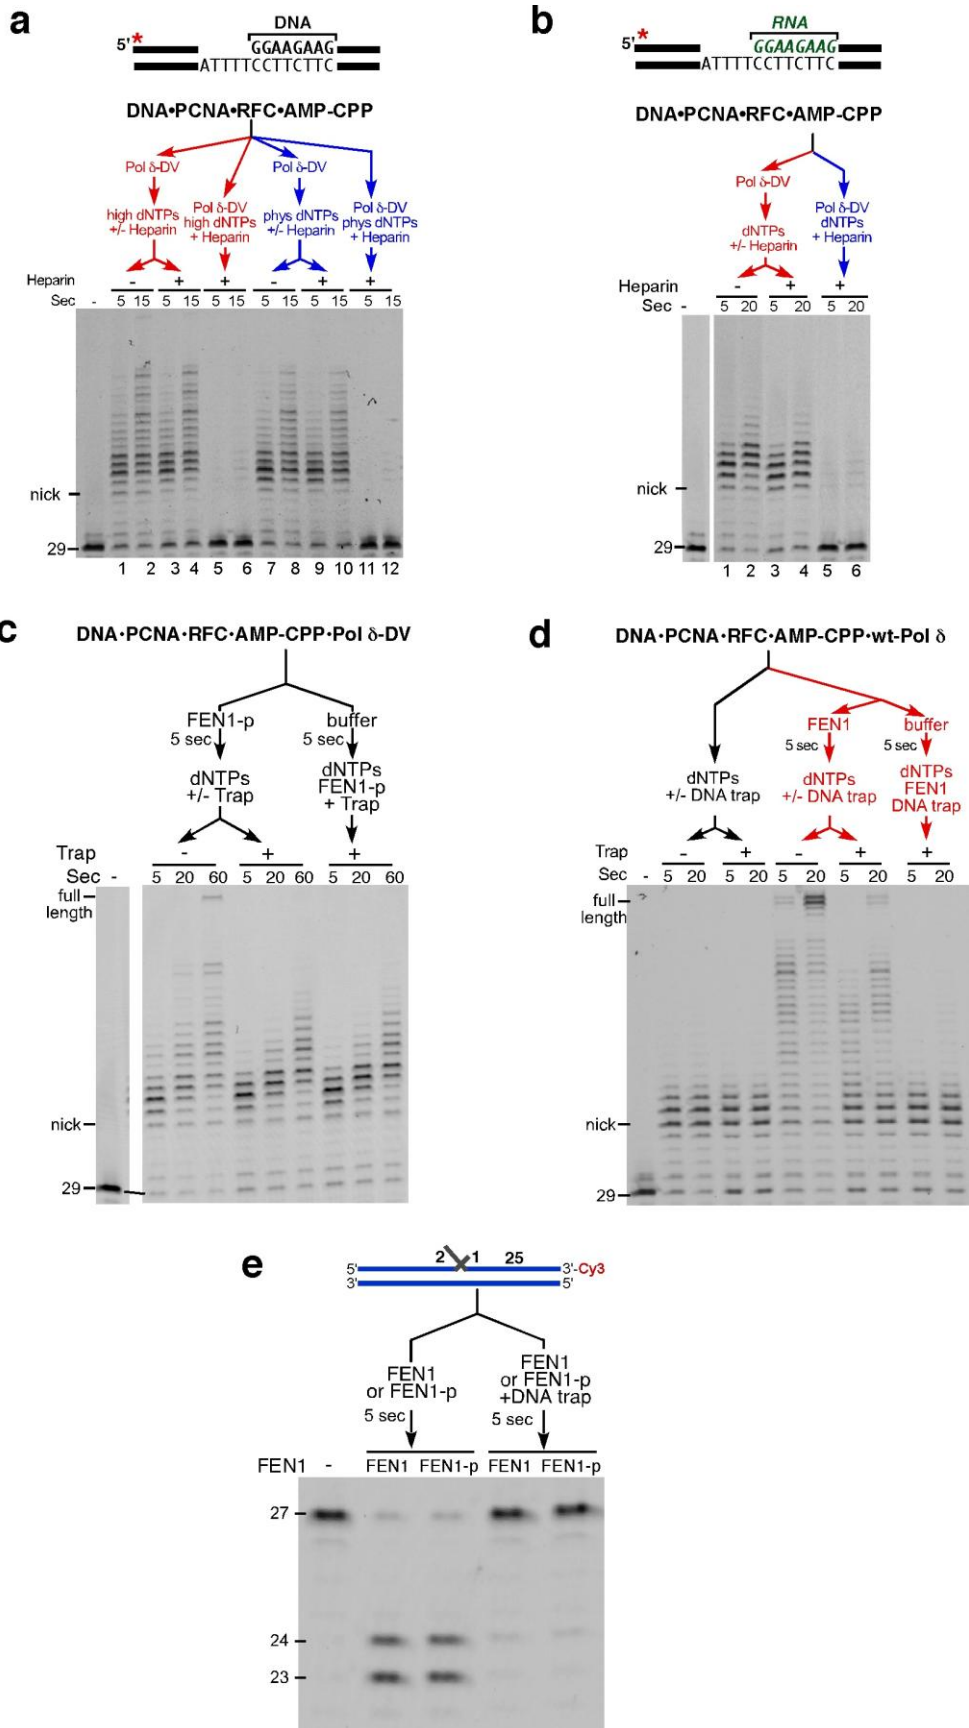 a
DNA
5' *
GGAAGAAG
ATTTTCCTTCTTC
DNA•PCNA•RFC•AMP-CPP
Pol δ-DV
Pol δ-DV
high dNTPs
+/- Heparin
Pol δ-DV
high dNTPs
+ Heparin
phys dNTPs
+/- Heparin
Pol δ-DV
phys dNTPs
+ Heparin
Heparin - + + - + +
Sec - 5 15 5 15 5 15 5 15 5 15 5 15
nick
29
1 2 3 4 5 6 7 8 9 10 11 12
b
RNA
5' *
GGAAGAAG
ATTTTCCTTCTTC
DNA•PCNA•RFC•AMP-CPP
Pol δ-DV
dNTPs
+/- Heparin
Pol δ-DV
dNTPs
+ Heparin
Heparin - + +
Sec - 5 20 5 20 5 20
nick
29
1 2 3 4 5 6
c
DNA•PCNA•RFC•AMP-CPP•Pol δ-DV
FEN1-p
5 sec
dNTPs
+/- Trap
buffer
5 sec
dNTPs
FEN1-p
+ Trap
Trap - + +
Sec - 5 20 60 5 20 60 5 20 60
full
length
nick
29
d
DNA•PCNA•RFC•AMP-CPP•wt-Pol δ
dNTPs
+/- DNA trap
FEN1
5 sec
dNTPs
+/- DNA trap
buffer
5 sec
dNTPs
FEN1
DNA trap
Trap - + - + +
Sec - 5 20 5 20 5 20 5 20 5 20
full
length
nick
29
e
2 1 25
5' 3'-Cy3
3' 5'
FEN1
or FEN1-p
5 sec
FEN1
or FEN1-p
+DNA trap
5 sec
FEN1 - FEN1 FEN1-p FEN1 FEN1-p
27
24
23